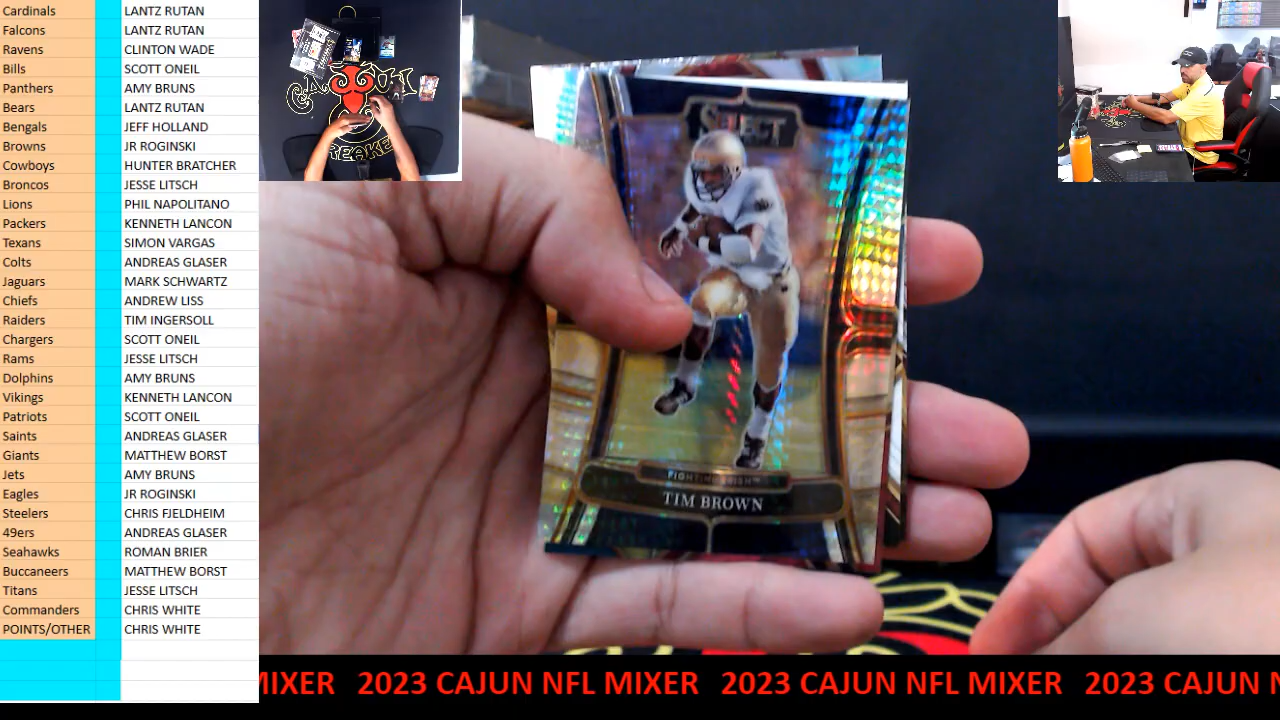 Cardinals LANTZ RUTAN
Falcons LANTZ RUTAN
Ravens CLINTON WADE
Bills SCOTT ONEIL
Panthers AMY BRUNS
Bears LANTZ RUTAN
Bengals JEFF HOLLAND
Browns JR ROGINSKI
Cowboys HUNTER BRATCHER
Broncos JESSE LITSCH
Lions PHIL NAPOLITANO
Packers KENNETH LANCON
Texans SIMON VARGAS
Colts ANDREAS GLASER
Jaguars MARK SCHWARTZ
Chiefs ANDREW LISS
Raiders TIM INGERSOLL
Chargers SCOTT ONEIL
Rams JESSE LITSCH
Dolphins AMY BRUNS
Vikings KENNETH LANCON
Patriots SCOTT ONEIL
Saints ANDREAS GLASER
Giants MATTHEW BORST
Jets AMY BRUNS
Eagles JR ROGINSKI
Steelers CHRIS FJELDHEIM
49ers ANDREAS GLASER
Seahawks ROMAN BRIER
Buccaneers MATTHEW BORST
Titans JESSE LITSCH
Commanders CHRIS WHITE
POINTS/OTHER CHRIS WHITE
SELECT
FIGHTING IRISH™
TIM BROWN
MIXER 2023 CAJUN NFL MIXER 2023 CAJUN NFL MIXER 2023 CAJUN